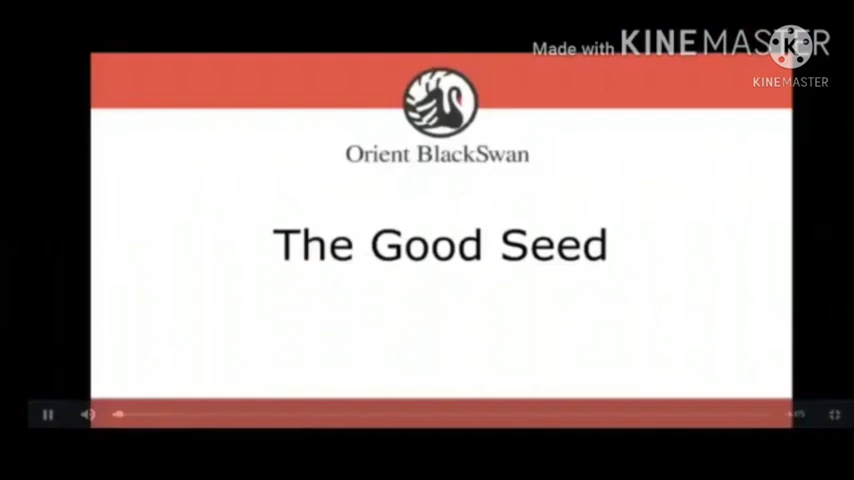 Made with KINEMASTER
KINEMASTER
Orient BlackSwan
The Good Seed